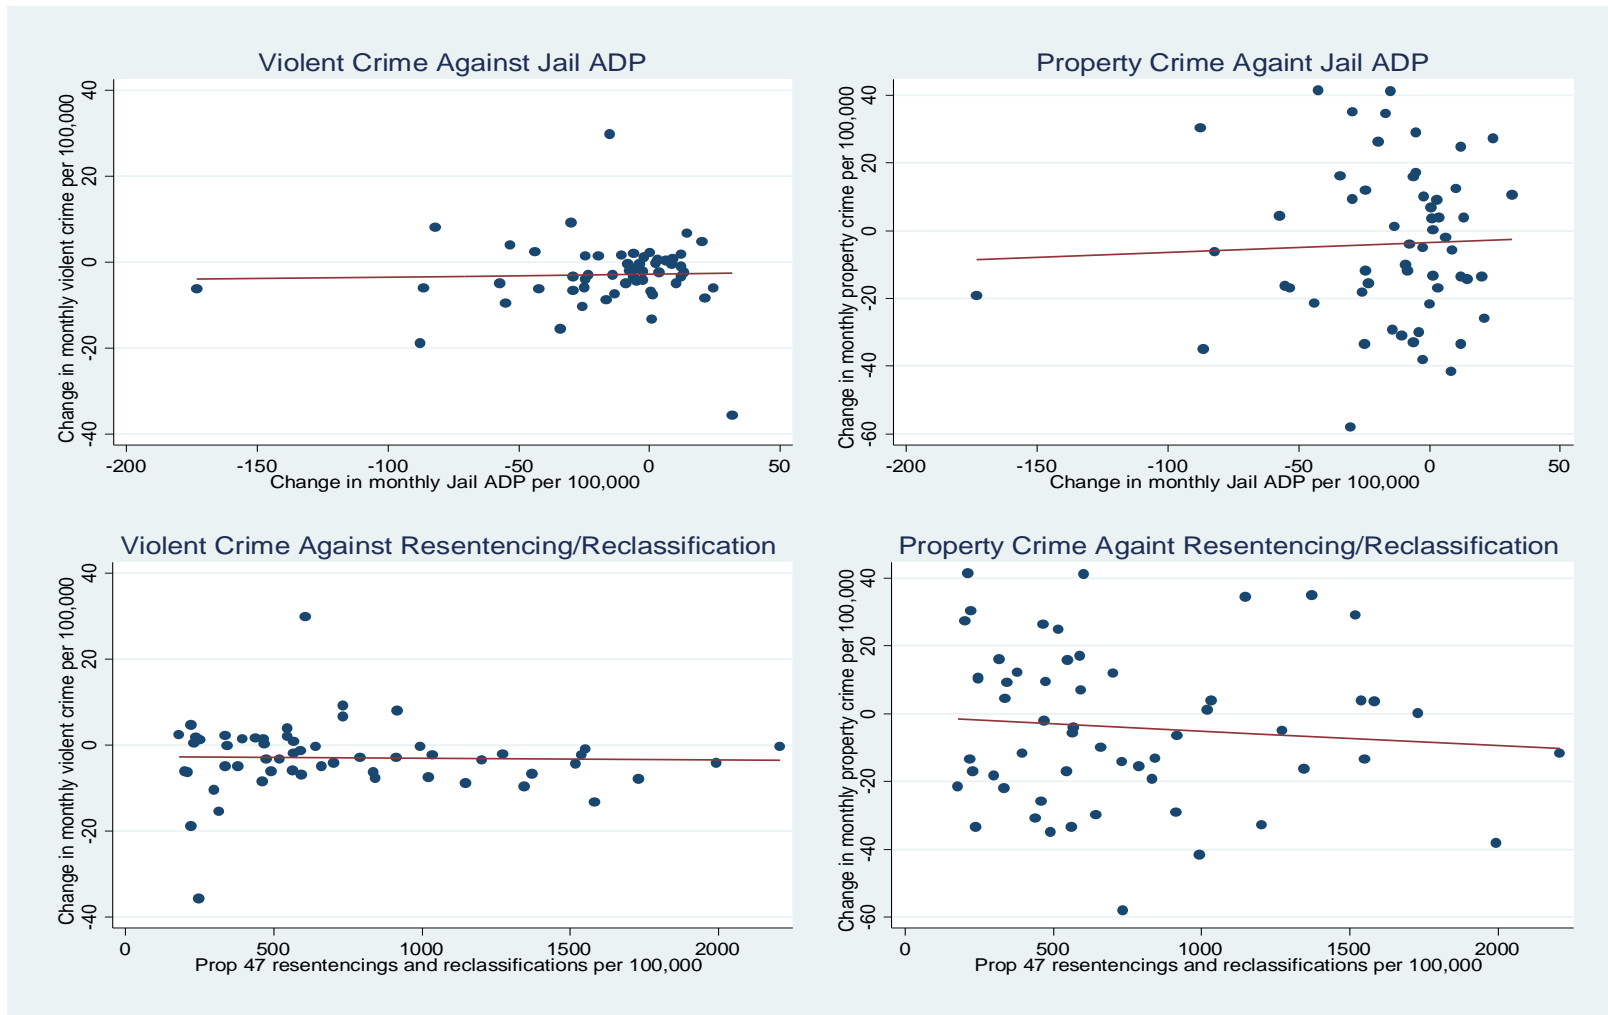 Violent Crime Against Jail ADP
Change in monthly violent crime per 100,000
40
20
0
-20
-40
-200 -150 -100 -50 0 50
Change in monthly Jail ADP per 100,000
Property Crime Againt Jail ADP
Change in monthly property crime per 100,000
40
20
0
-20
-40
-60
-200 -150 -100 -50 0 50
Change in monthly Jail ADP per 100,000
Violent Crime Against Resentencing/Reclassification
Change in monthly violent crime per 100,000
40
20
0
-20
-40
0 500 1000 1500 2000
Prop 47 resentencings and reclassifications per 100,000
Property Crime Againt Resentencing/Reclassification
Change in monthly property crime per 100,000
40
20
0
-20
-40
-60
0 500 1000 1500 2000
Prop 47 resentencings and reclassifications per 100,000